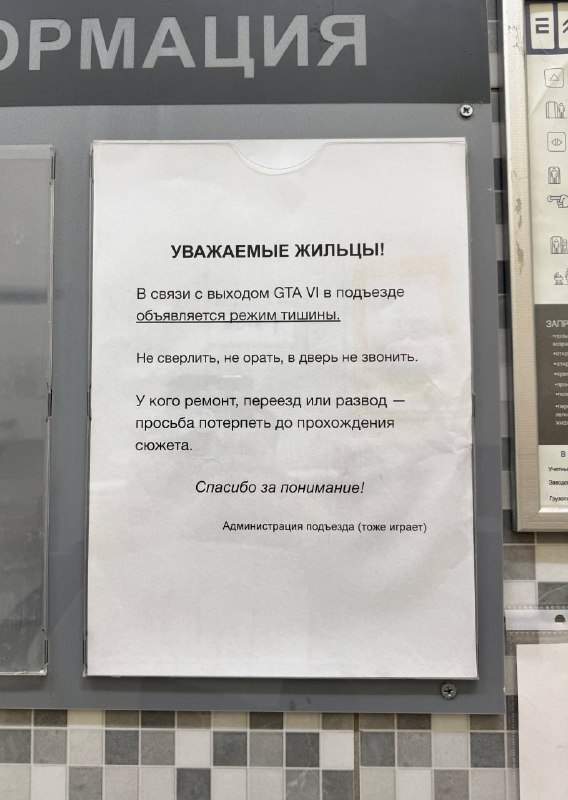 ОРМАЦИЯ
УВАЖАЕМЫЕ ЖИЛЬЦЫ!
В связи с выходом GTA VI в подъезде
объявляется режим тишины.
Не сверлить, не орать, в дверь не звонить.
У кого ремонт, переезд или развод —
просьба потерпеть до прохождения
сюжета.
Спасибо за понимание!
Администрация подъезда (тоже играет)
ЗАПР